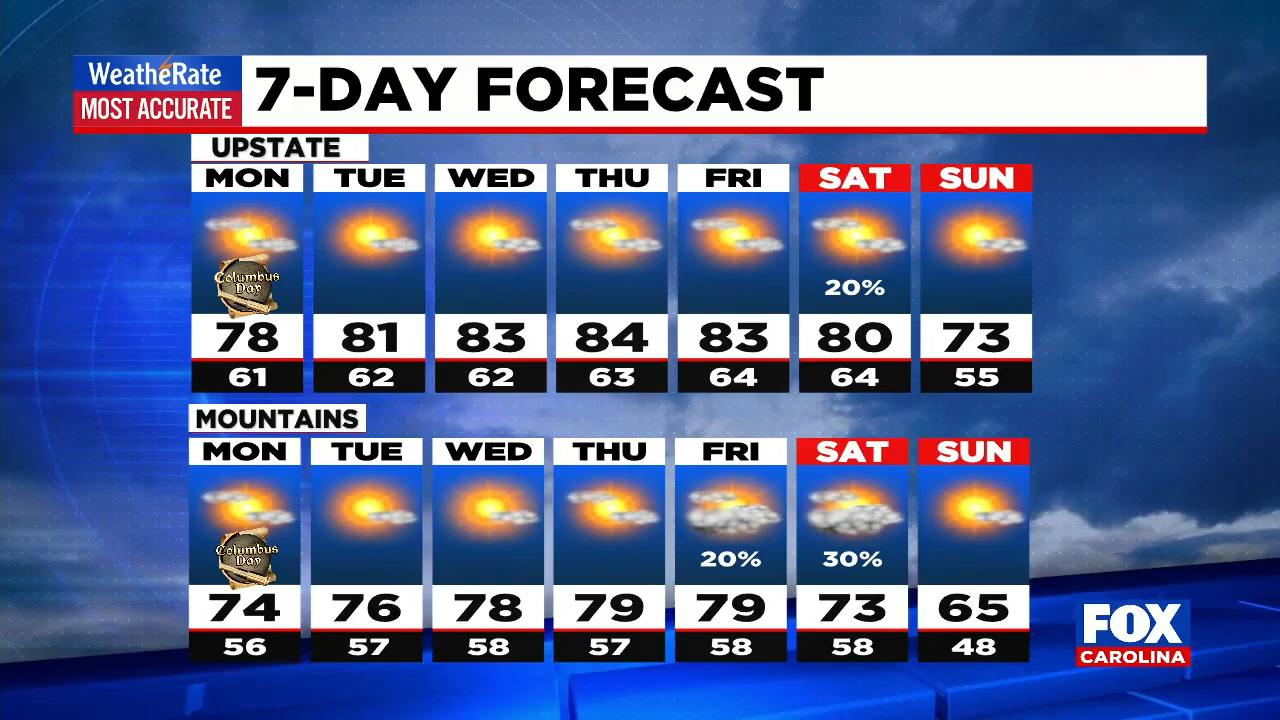 WeatheRate
MOST ACCURATE
7-DAY FORECAST
UPSTATE
MON TUE WED THU FRI SAT SUN
Columbus
Day
20%
78 81 83 84 83 80 73
61 62 62 63 64 64 55
MOUNTAINS
MON TUE WED THU FRI SAT SUN
Columbus
Day
20% 30%
74 76 78 79 79 73 65
56 57 58 57 58 58 48
FOX
CAROLINA